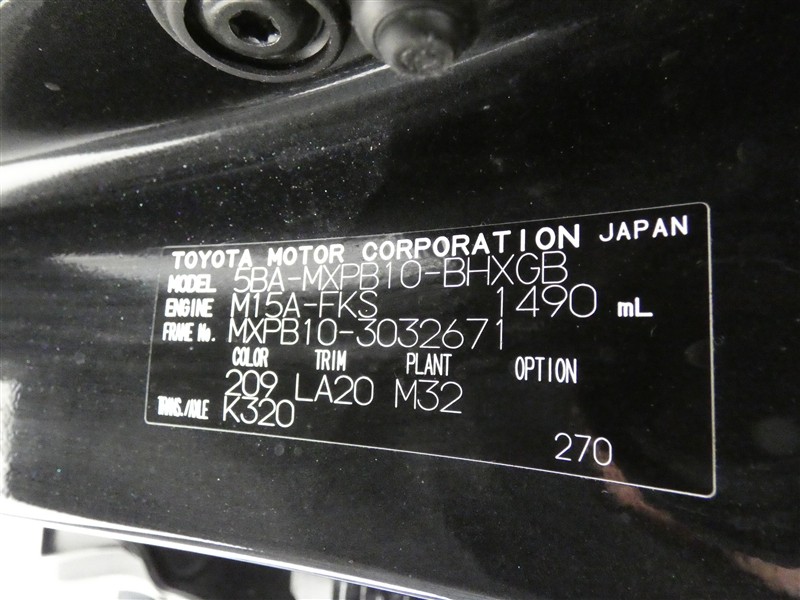 TOYOTA MOTOR CORPORATION JAPAN
MODEL 5BA-MXPB10-BHXGB
ENGINE M15A-FKS 1490 mL
FRAME No. MXPB10-3032671
COLOR TRIM PLANT OPTION
209 LA20 M32
TRANS./AXLE K320
270